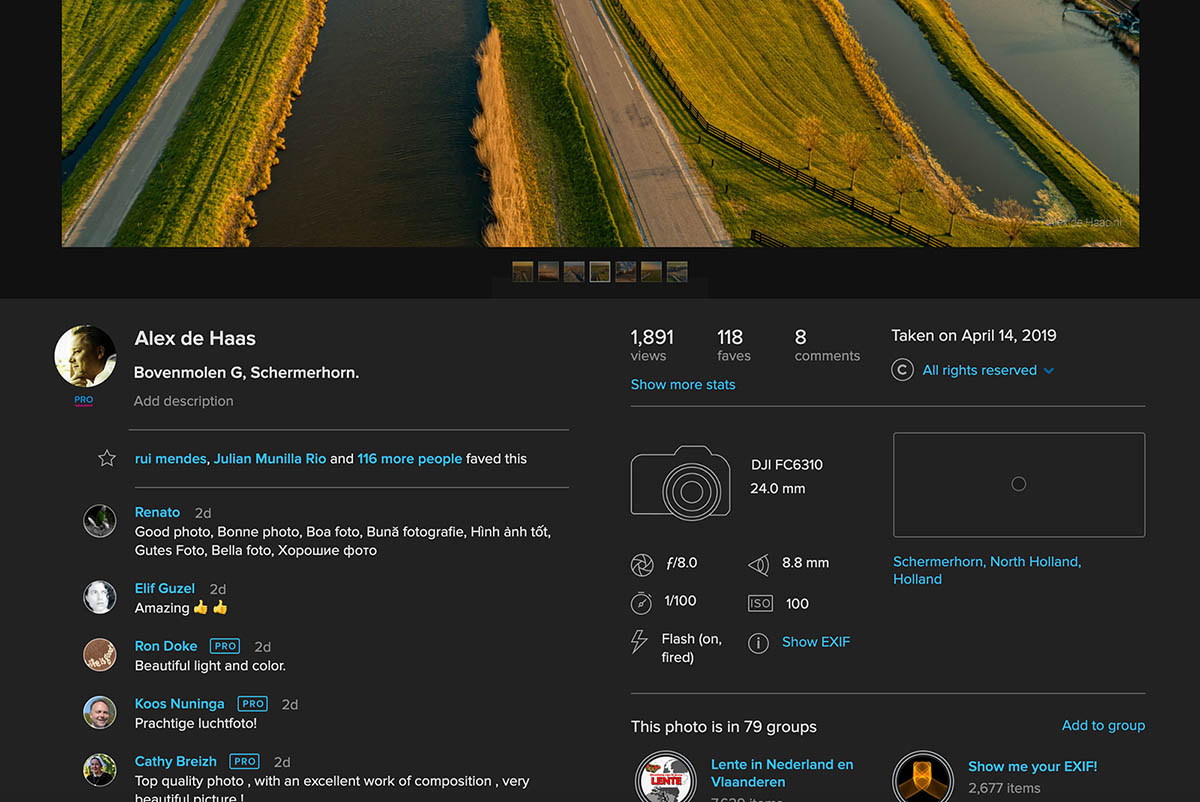 Alex de Haas
PRO
Bovenmolen G, Schermerhorn.
Add description
rui mendes, Julian Munilla Rio and 116 more people faved this
Renato 2d
Good photo, Bonne photo, Boa foto, Bună fotografie, Hình ảnh tốt,
Gutes Foto, Bella foto, Хорошие фото
Elif Guzel 2d
Amazing 👍 👍
Ron Doke PRO 2d
Beautiful light and color.
Koos Nuninga PRO 2d
Prachtige luchtfoto!
Cathy Breizh PRO 2d
Top quality photo , with an excellent work of composition , very
beautiful picture !
1,891 118 8
views faves comments
Show more stats
Taken on April 14, 2019
C All rights reserved
DJI FC6310
24.0 mm
ƒ/8.0 8.8 mm
1/100 ISO 100
Flash (on,
fired)
Show EXIF
Schermerhorn, North Holland,
Holland
This photo is in 79 groups Add to group
LENTE
Lente in Nederland en
Vlaanderen
Show me your EXIF!
2,677 items